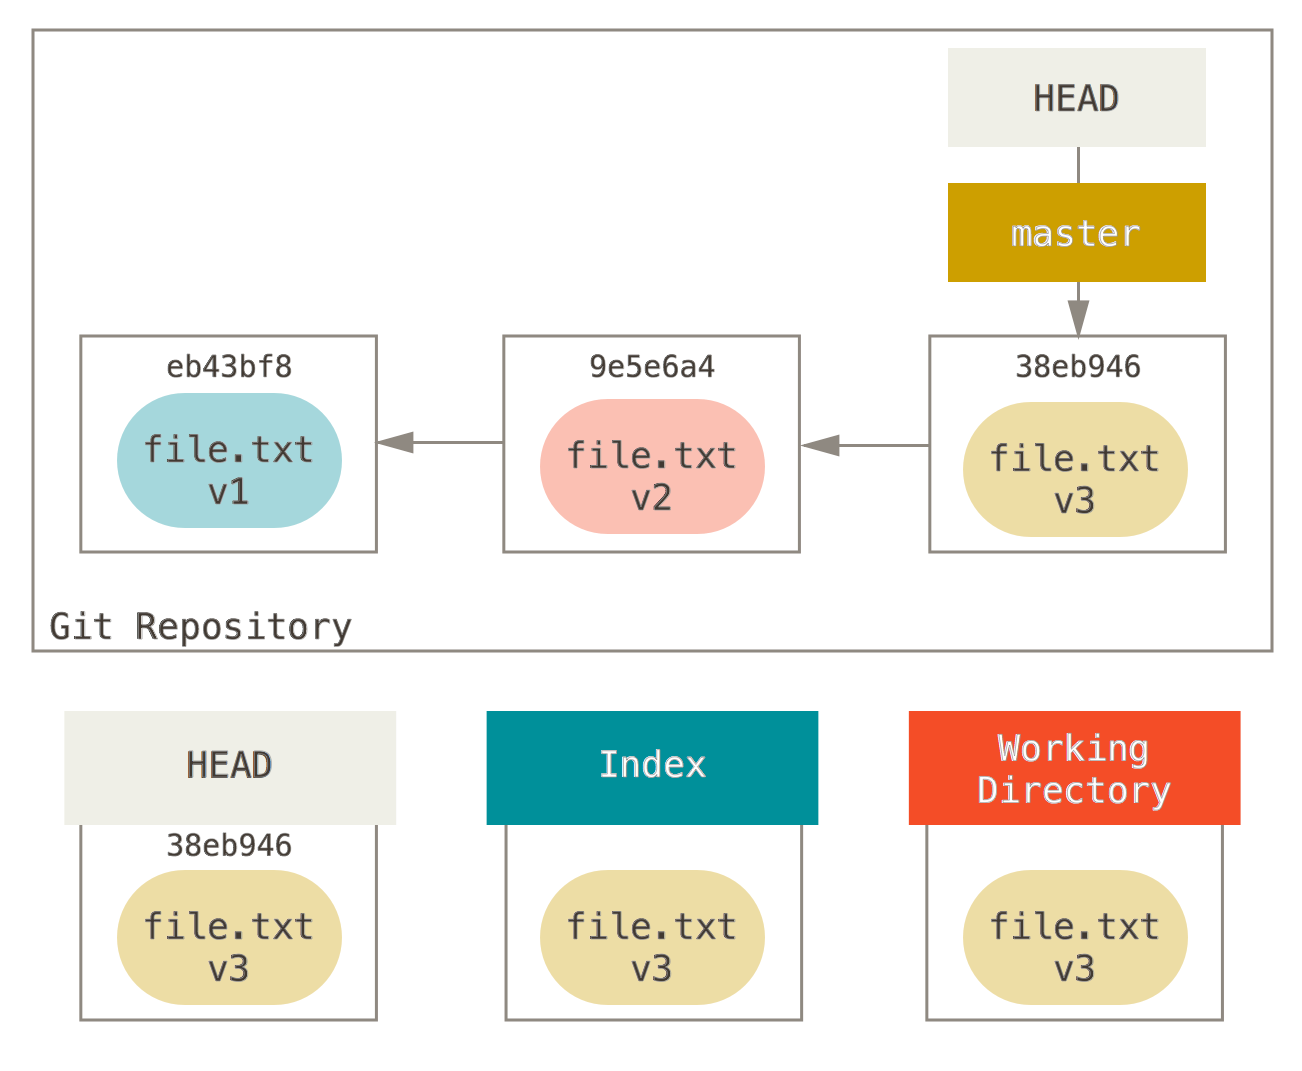 HEAD
master
eb43bf8
file.txt
v1
9e5e6a4
file.txt
v2
38eb946
file.txt
v3
Git Repository
HEAD
38eb946
file.txt
v3
Index
file.txt
v3
Working
Directory
file.txt
v3